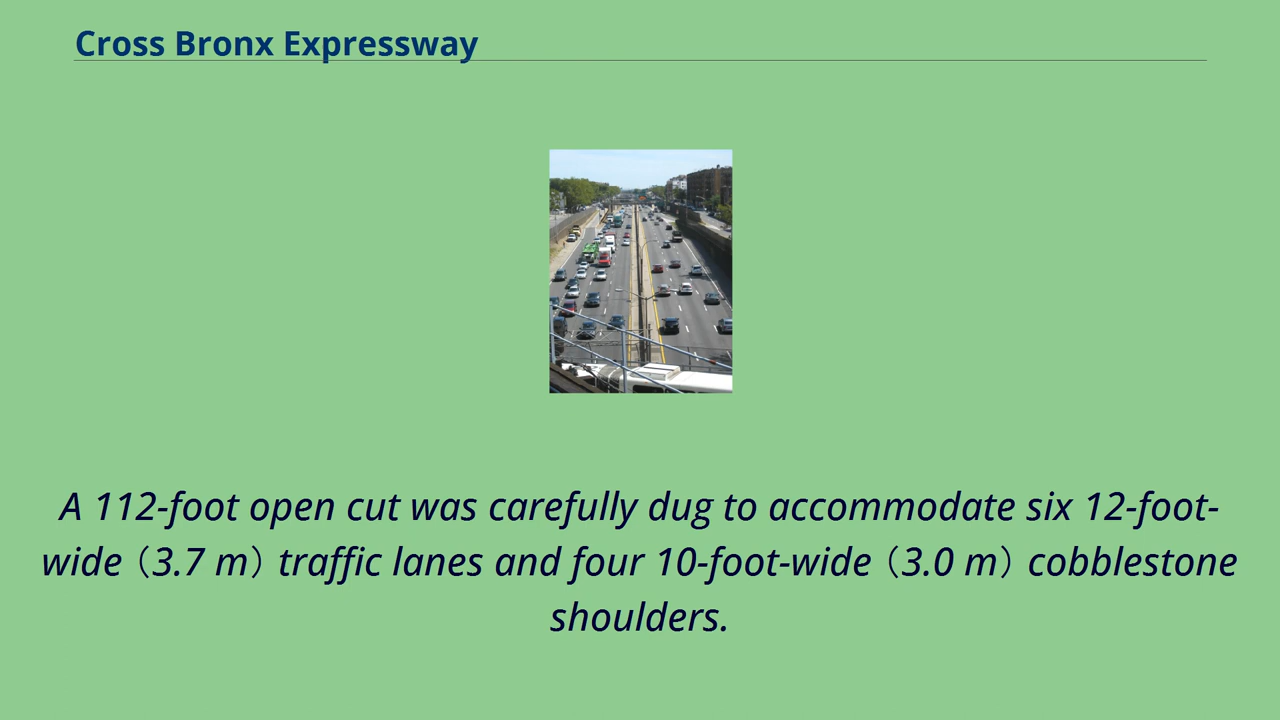 Cross Bronx Expressway
A 112-foot open cut was carefully dug to accommodate six 12-foot-
wide（3.7 m）traffic lanes and four 10-foot-wide（3.0 m）cobblestone
shoulders.